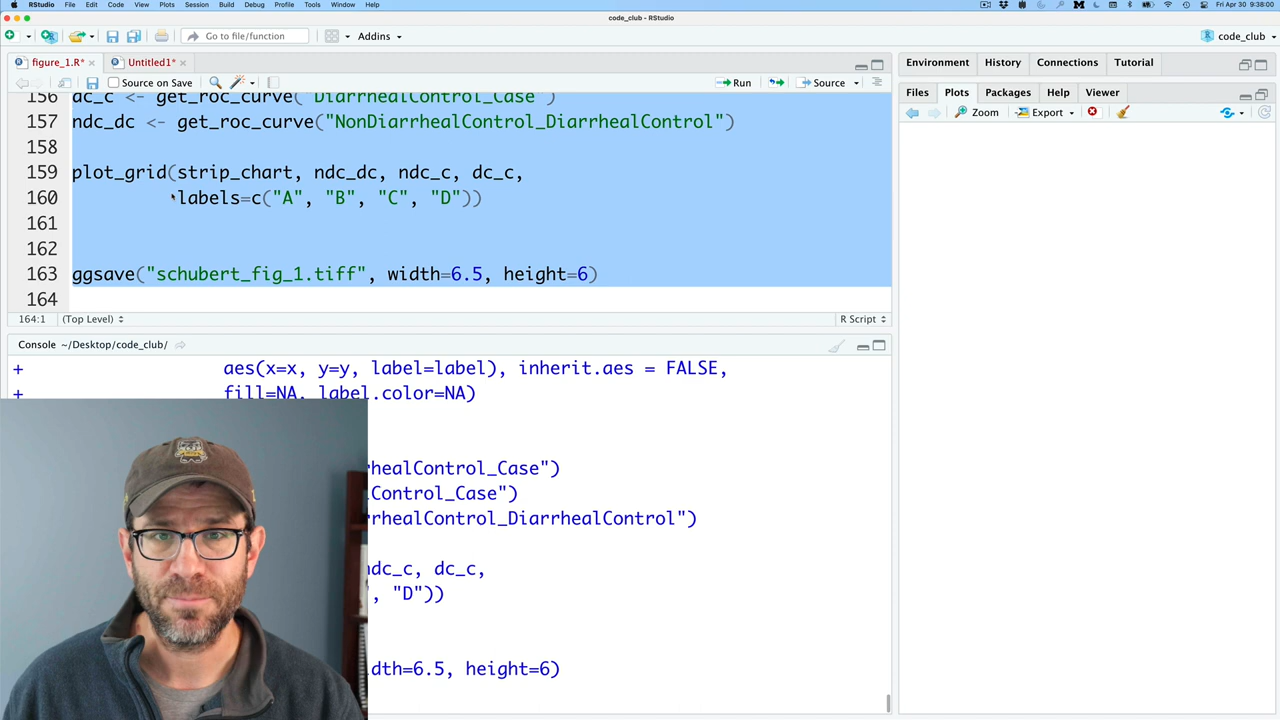 RStudio File Edit Code View Plots Session Build Debug Profile Tools Window Help Fri Apr 30 9:38:00
code_club - RStudio
Go to file/function Addins code_club
figure_1.R* Untitled1*
Source on Save Run Source
156 dc_c <- get_roc_curve("DiarrhealControl_Case")
157 ndc_dc <- get_roc_curve("NonDiarrhealControl_DiarrhealControl")
158
159 plot_grid(strip_chart, ndc_dc, ndc_c, dc_c,
160 labels=c("A", "B", "C", "D"))
161
162
163 ggsave("schubert_fig_1.tiff", width=6.5, height=6)
164
164:1 (Top Level) R Script
Console ~/Desktop/code_club/
+ aes(x=x, y=y, label=label), inherit.aes = FALSE,
+ fill=NA, label.color=NA)
rrhealControl_Case")
lControl_Case")
rrhealControl_DiarrhealControl")
ndc_c, dc_c,
, "D"))
idth=6.5, height=6)
Environment History Connections Tutorial
Files Plots Packages Help Viewer
Zoom Export